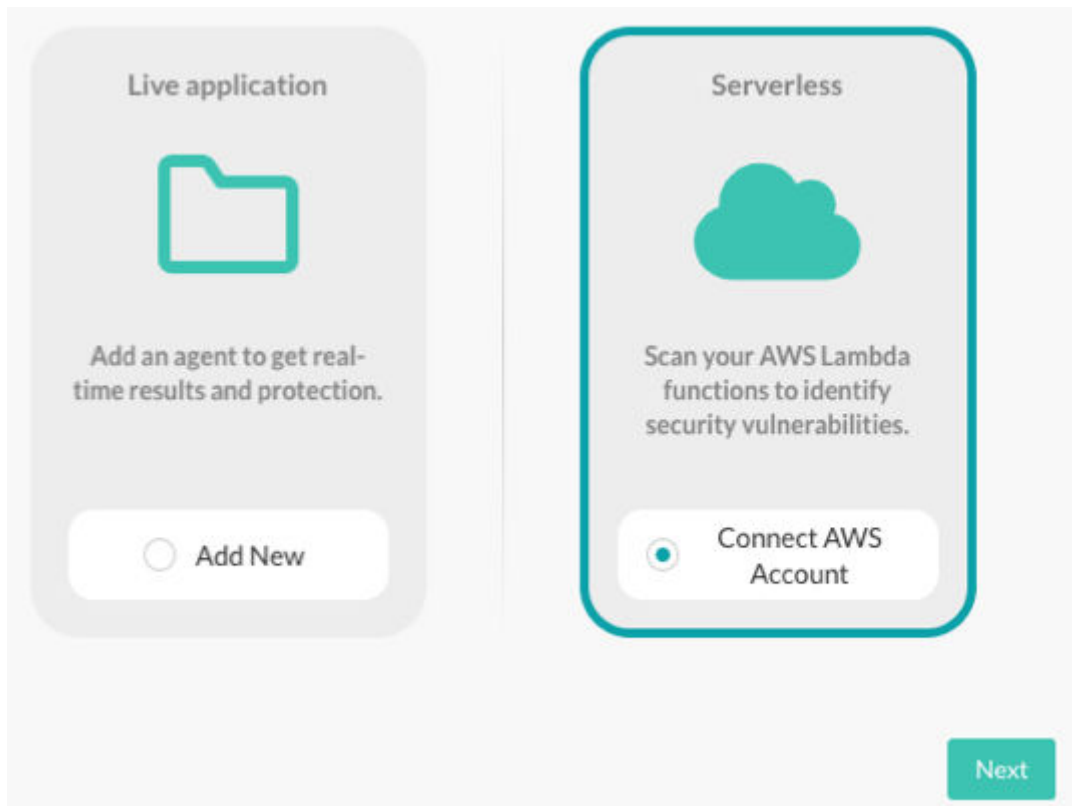 Live application
Add an agent to get real-
time results and protection.
Add New
Serverless
Scan your AWS Lambda
functions to identify
security vulnerabilities.
Connect AWS
Account
Next